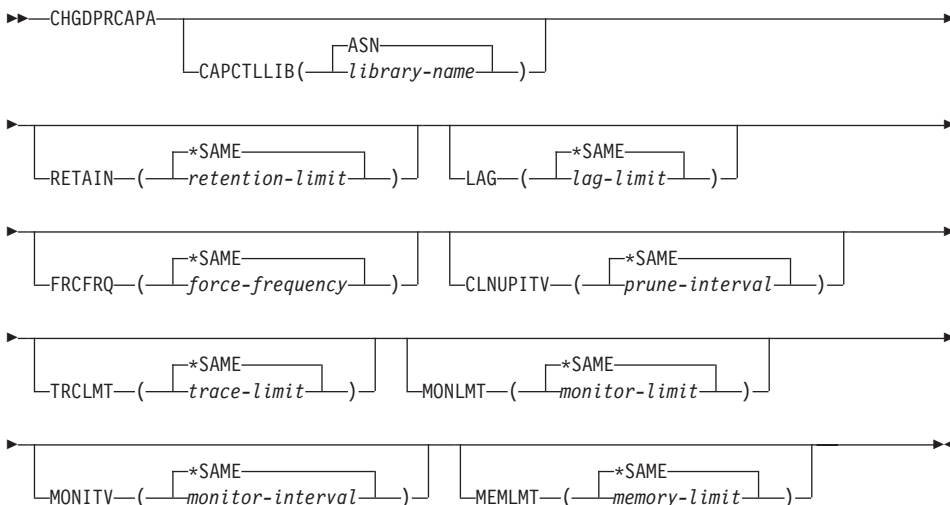 CHGDPRCAPA
ASN
CAPCTLLIB( library-name )
*SAME *SAME
RETAIN ( retention-limit ) LAG ( lag-limit )
*SAME *SAME
FRCFRQ ( force-frequency ) CLNUPITV ( prune-interval )
*SAME *SAME
TRCLMT ( trace-limit ) MONLMT ( monitor-limit )
*SAME *SAME
MONITV ( monitor-interval ) MEMLMT ( memory-limit )